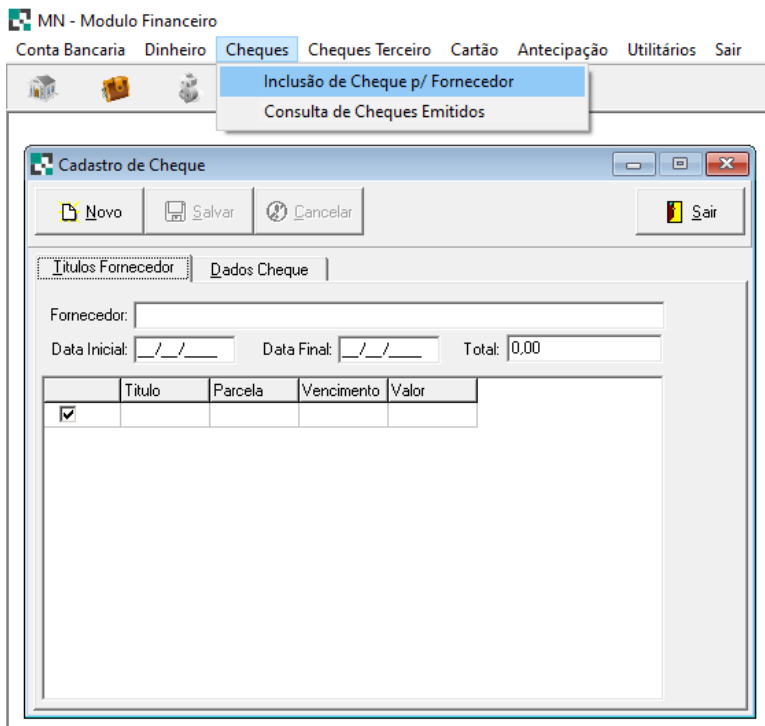 MN - Modulo Financeiro
Conta Bancaria Dinheiro Cheques Cheques Terceiro Cartão Antecipação Utilitários Sair
Inclusão de Cheque p/ Fornecedor
Consulta de Cheques Emitidos
Cadastro de Cheque
Novo Salvar Cancelar Sair
Titulos Fornecedor Dados Cheque
Fornecedor:
Data Inicial: __/__/____ Data Final: __/__/____ Total: 0,00
Titulo Parcela Vencimento Valor